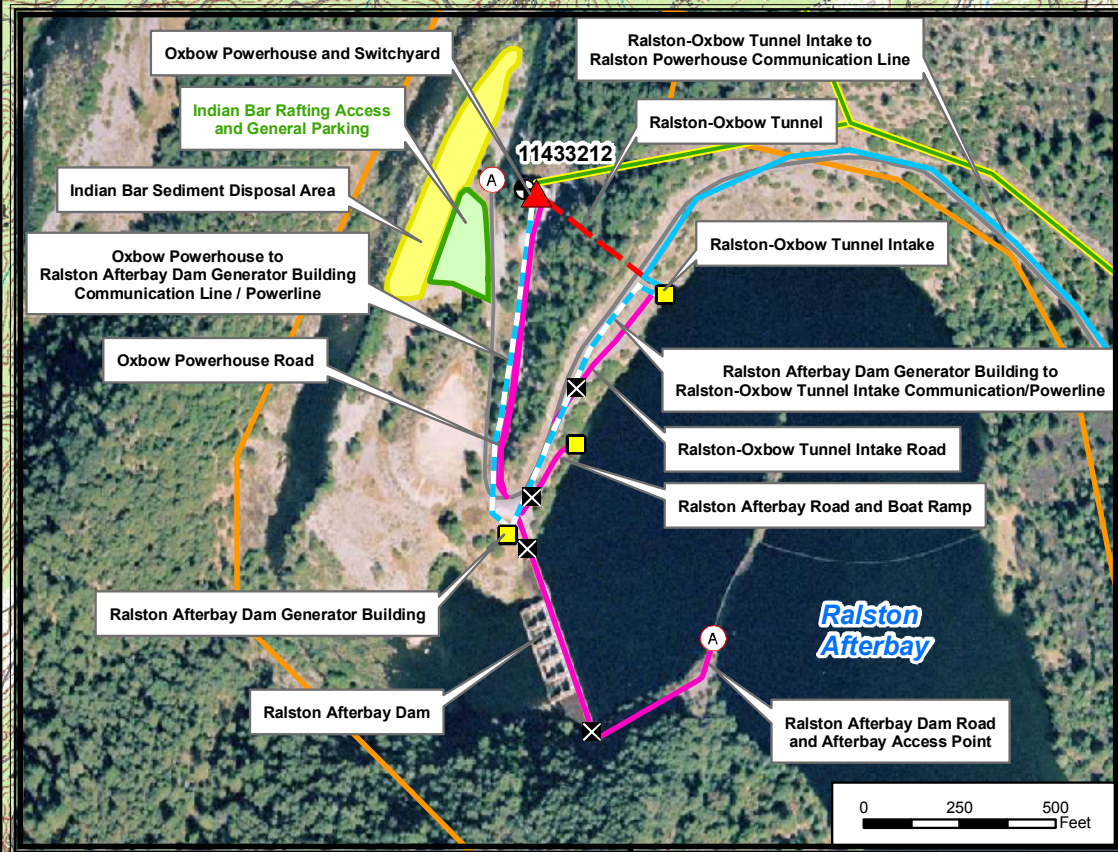 Oxbow Powerhouse and Switchyard
Ralston-Oxbow Tunnel Intake to
Ralston Powerhouse Communication Line
Indian Bar Rafting Access
and General Parking
Ralston-Oxbow Tunnel
11433212
A
Indian Bar Sediment Disposal Area
Oxbow Powerhouse to
Ralston Afterbay Dam Generator Building
Communication Line / Powerline
Ralston-Oxbow Tunnel Intake
Oxbow Powerhouse Road
Ralston Afterbay Dam Generator Building to
Ralston-Oxbow Tunnel Intake Communication/Powerline
Ralston-Oxbow Tunnel Intake Road
Ralston Afterbay Road and Boat Ramp
Ralston Afterbay Dam Generator Building
Ralston
Afterbay
A
Ralston Afterbay Dam
Ralston Afterbay Dam Road
and Afterbay Access Point
0 250 500
Feet